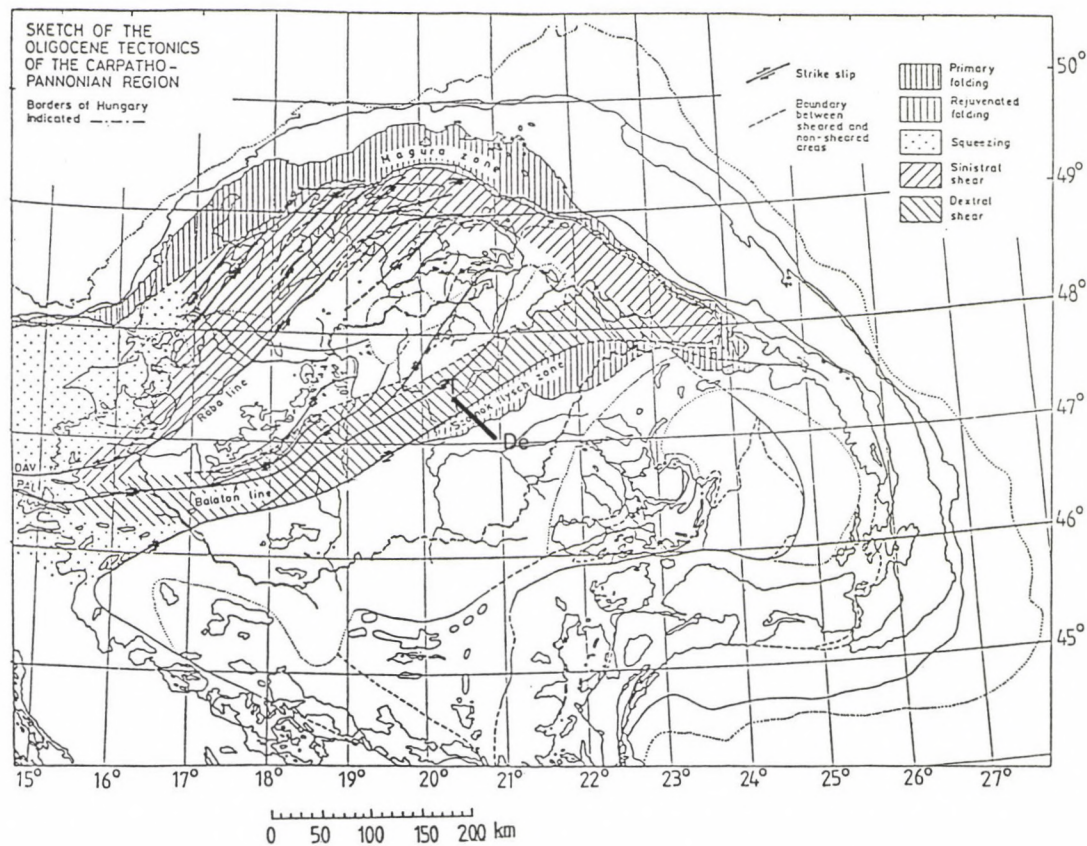 SKETCH OF THE
OLIGOCENE TECTONICS
OF THE CARPATHO-
PANNONIAN REGION
Borders of Hungary
Indicated
Strike slip
Boundary
between
sheared and
non-sheared
areas
Primary
folding
Rejuvenated
folding
Squeezing
Sinistral
shear
Dextral
shear
50°
49°
48°
47°
46°
45°
Magura zone
Raba line
Balaton line
Szolnok flysch zone
De
DAV
PAL
15° 16° 17° 18° 19° 20° 21° 22° 23° 24° 25° 26° 27°
0 50 100 150 200 km